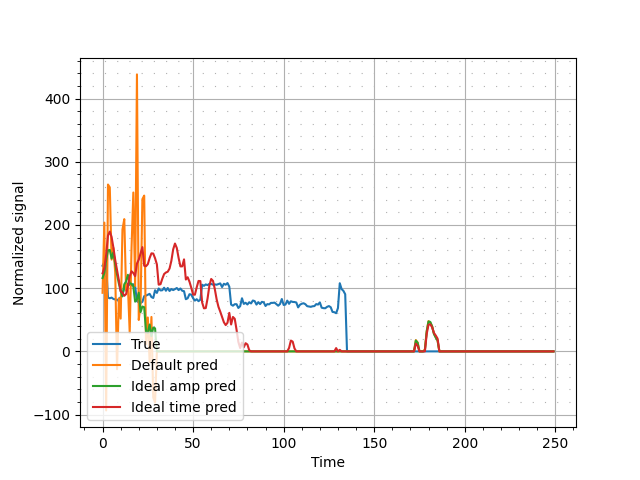 Normalized signal
400
300
200
100
0
−100
True
Default pred
Ideal amp pred
Ideal time pred
0
50
100
150
200
250
Time